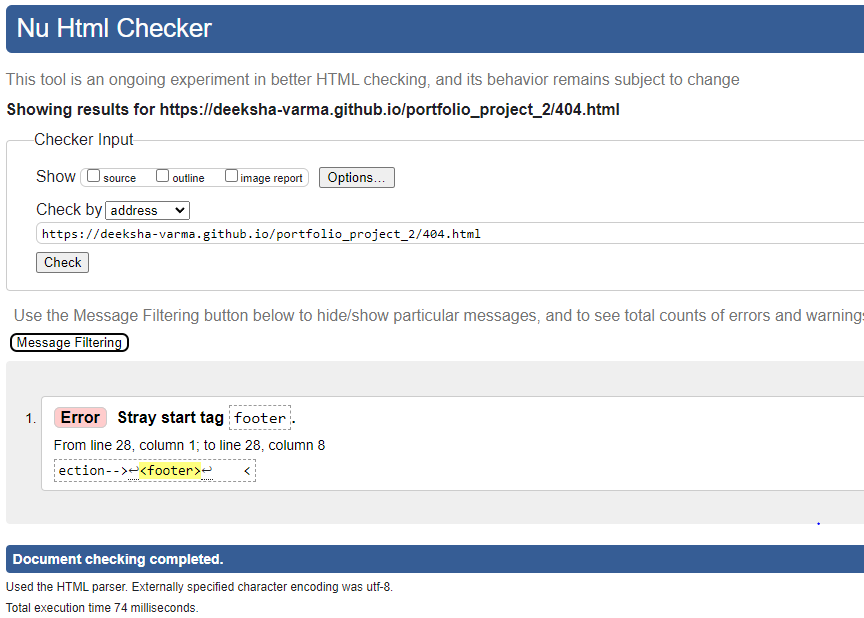 Nu Html Checker
This tool is an ongoing experiment in better HTML checking, and its behavior remains subject to change
Showing results for https://deeksha-varma.github.io/portfolio_project_2/404.html
Checker Input
Show source outline image report Options...
Check by address
https://deeksha-varma.github.io/portfolio_project_2/404.html
Check
Use the Message Filtering button below to hide/show particular messages, and to see total counts of errors and warnings
Message Filtering
1. Error Stray start tag footer.
From line 28, column 1; to line 28, column 8
ection-->↩<footer>↩ <
Document checking completed.
Used the HTML parser. Externally specified character encoding was utf-8.
Total execution time 74 milliseconds.